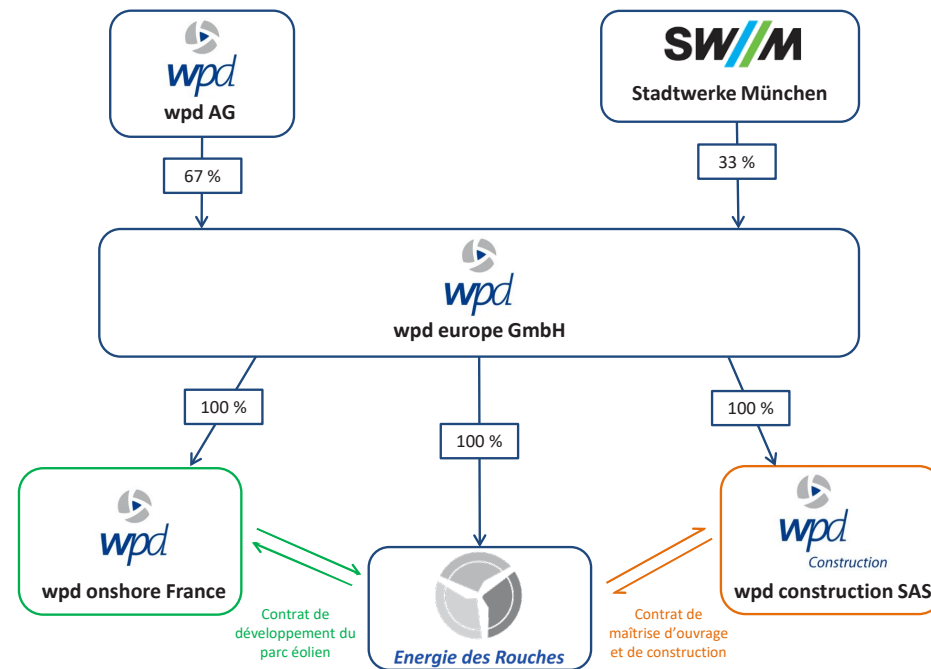 wpd
wpd AG
SW//M
Stadtwerke München
67 %
33 %
wpd
wpd europe GmbH
100 %
100 %
100 %
wpd
wpd onshore France
wpd
Construction
wpd construction SAS
Contrat de
développement du
parc éolien
Energie des Rouches
Contrat de
maîtrise d'ouvrage
et de construction